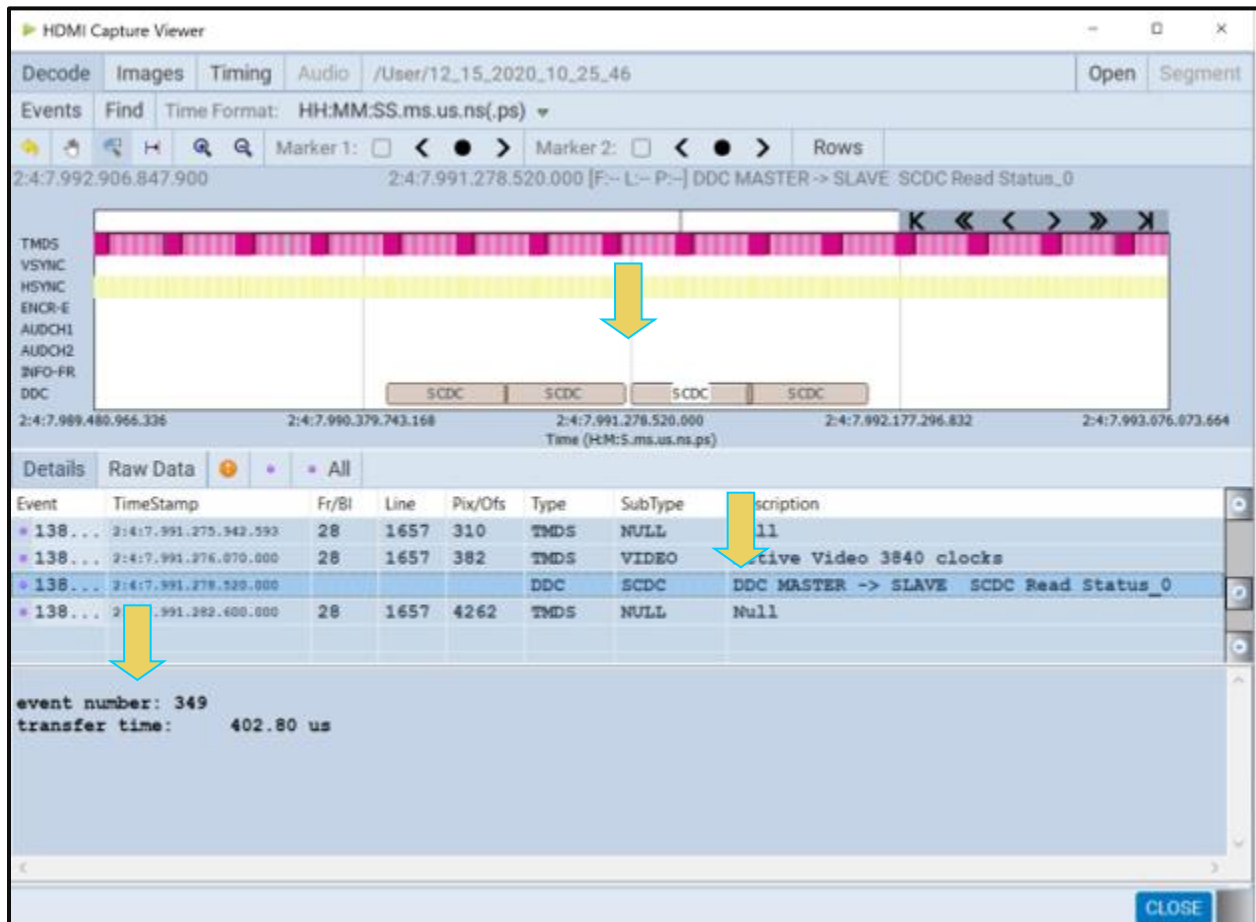 HDMI Capture Viewer
Decode Images Timing Audio /User/12_15_2020_10_25_46 Open Segment
Events Find Time Format: HH:MM:SS.ms.us.ns(.ps)
Marker 1: Marker 2: Rows
2:4:7.992.906.847.900 2:4:7.991.278.520.000 [F:-- L:-- P:--] DDC MASTER -> SLAVE SCDC Read Status_0
TMDS
VSYNC
HSYNC
ENCR-E
AUDCH1
AUDCH2
INFO-FR
DDC SCDC SCDC SCDC SCDC
2:4:7.989.480.966.336 2:4:7.990.379.743.168 2:4:7.991.278.520.000 2:4:7.992.177.296.832 2:4:7.993.076.073.664
Time (H:M:S.ms.us.ns.ps)
Details Raw Data All
Event TimeStamp Fr/Bl Line Pix/Ofs Type SubType scription
138... 2:4:7.991.275.942.593 28 1657 310 TMDS NULL ll
138... 2:4:7.991.276.070.000 28 1657 382 TMDS VIDEO tive Video 3840 clocks
138... 2:4:7.991.278.520.000 DDC SCDC DDC MASTER -> SLAVE SCDC Read Status_0
138... 2 .991.282.600.000 28 1657 4262 TMDS NULL Null
event number: 349
transfer time: 402.80 us
CLOSE